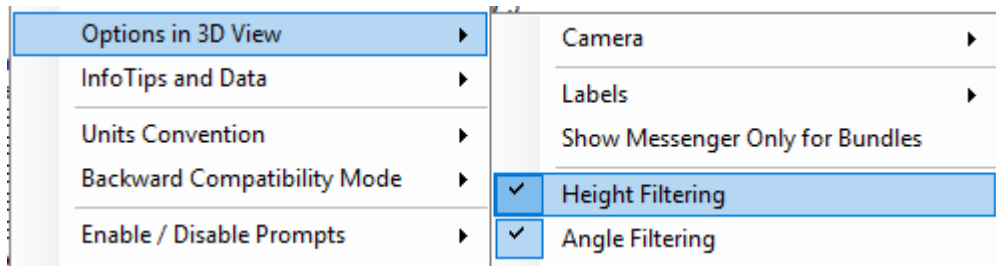 Options in 3D View
InfoTips and Data
Units Convention
Backward Compatibility Mode
Enable / Disable Prompts
Camera
Labels
Show Messenger Only for Bundles
Height Filtering
Angle Filtering